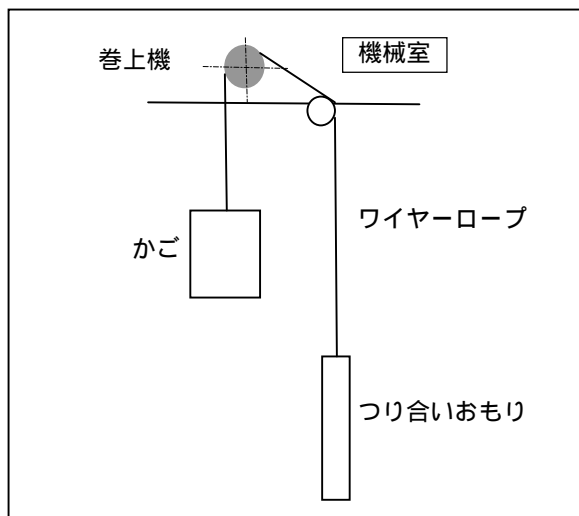 巻上機
機械室
ワイヤーロープ
かご
つり合いおもり